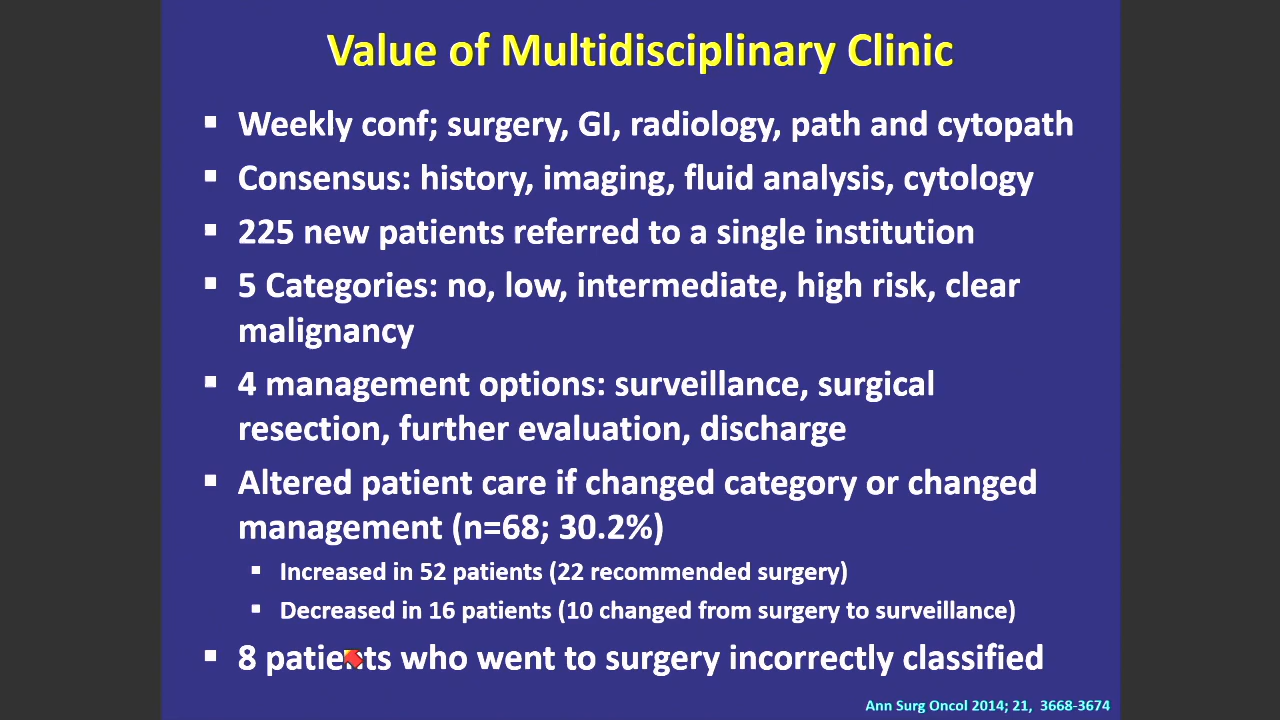 Value of Multidisciplinary Clinic
▪ Weekly conf; surgery, GI, radiology, path and cytopath
▪ Consensus: history, imaging, fluid analysis, cytology
▪ 225 new patients referred to a single institution
▪ 5 Categories: no, low, intermediate, high risk, clear
malignancy
▪ 4 management options: surveillance, surgical
resection, further evaluation, discharge
▪ Altered patient care if changed category or changed
management (n=68; 30.2%)
▪ Increased in 52 patients (22 recommended surgery)
▪ Decreased in 16 patients (10 changed from surgery to surveillance)
▪ 8 patients who went to surgery incorrectly classified
Ann Surg Oncol 2014; 21, 3668-3674